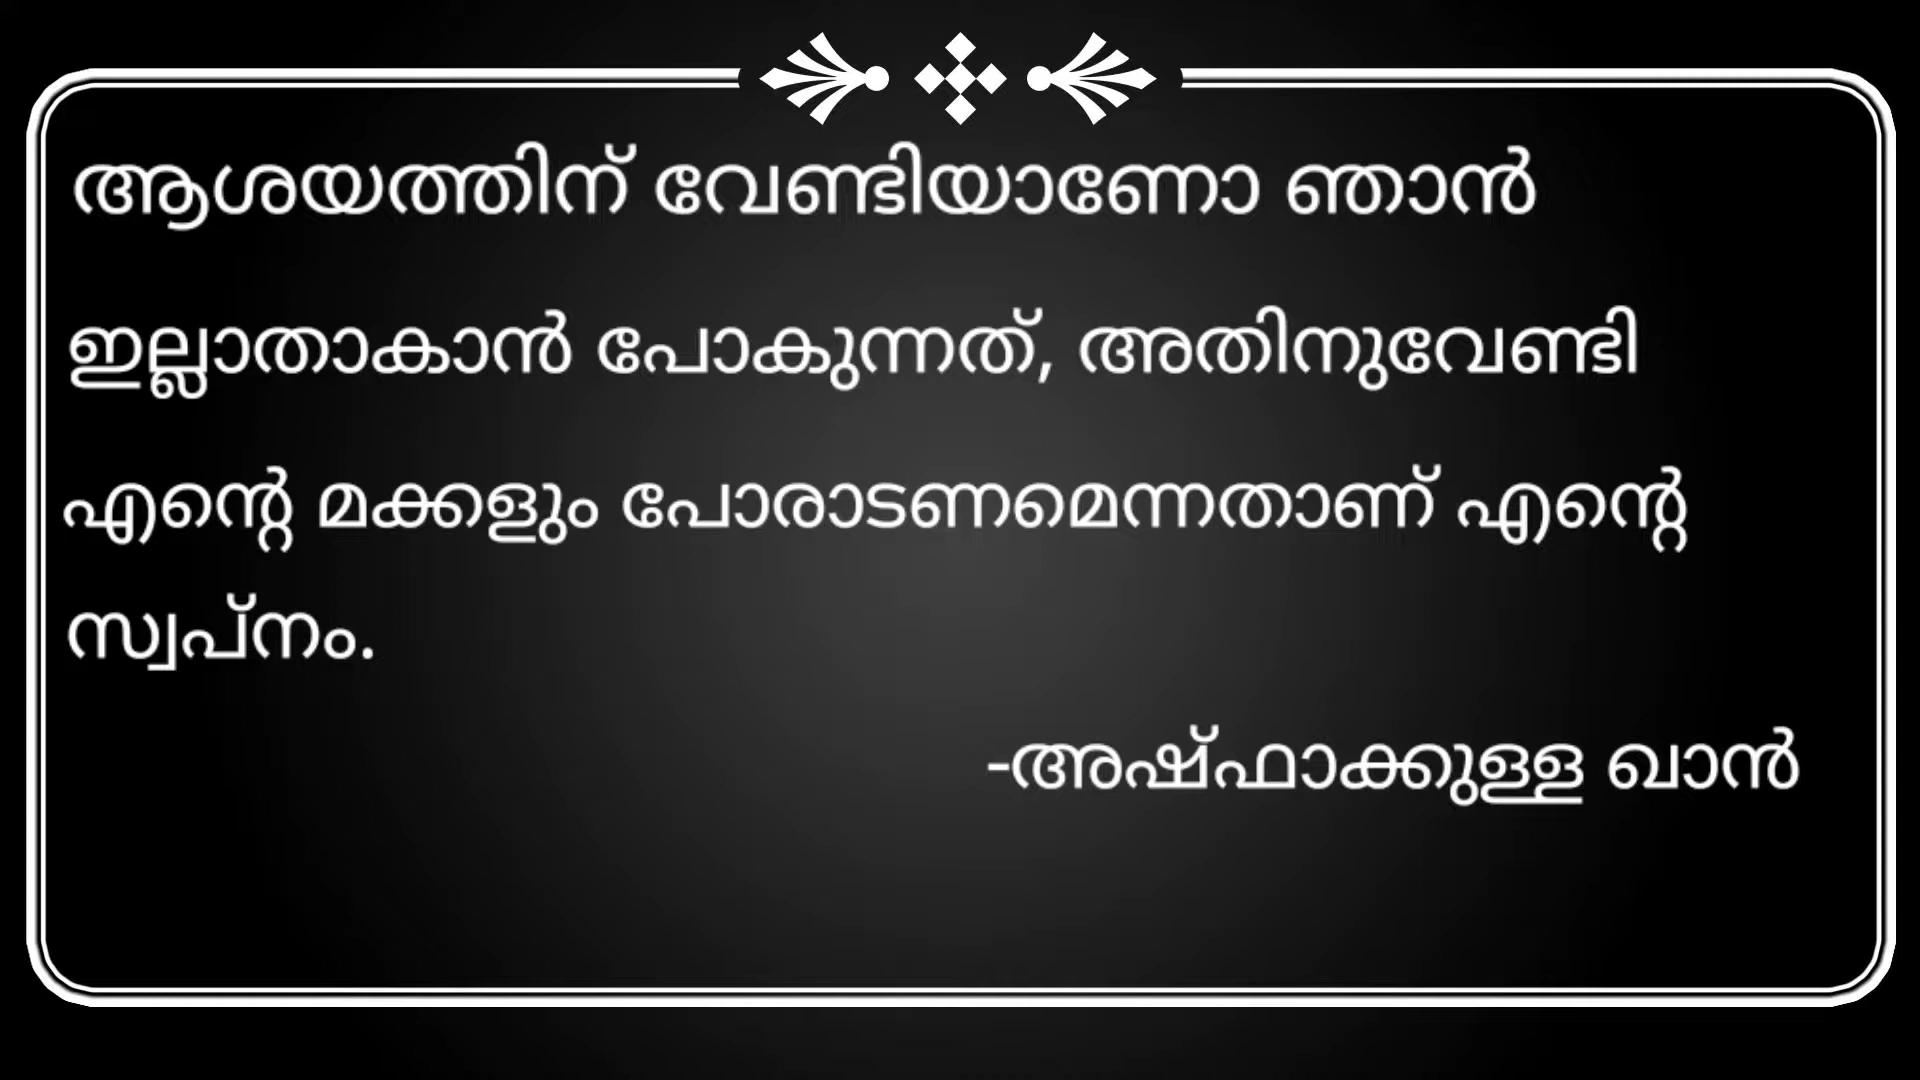 ആശയത്തിന് വേണ്ടിയാണോ ഞാൻ
ഇല്ലാതാകാൻ പോകുന്നത്, അതിനുവേണ്ടി
എന്റെ മക്കളും പോരാടണമെന്നതാണ് എന്റെ
സ്വപ്നം.
-അഷ്ഫാക്കുള്ള ഖാൻ